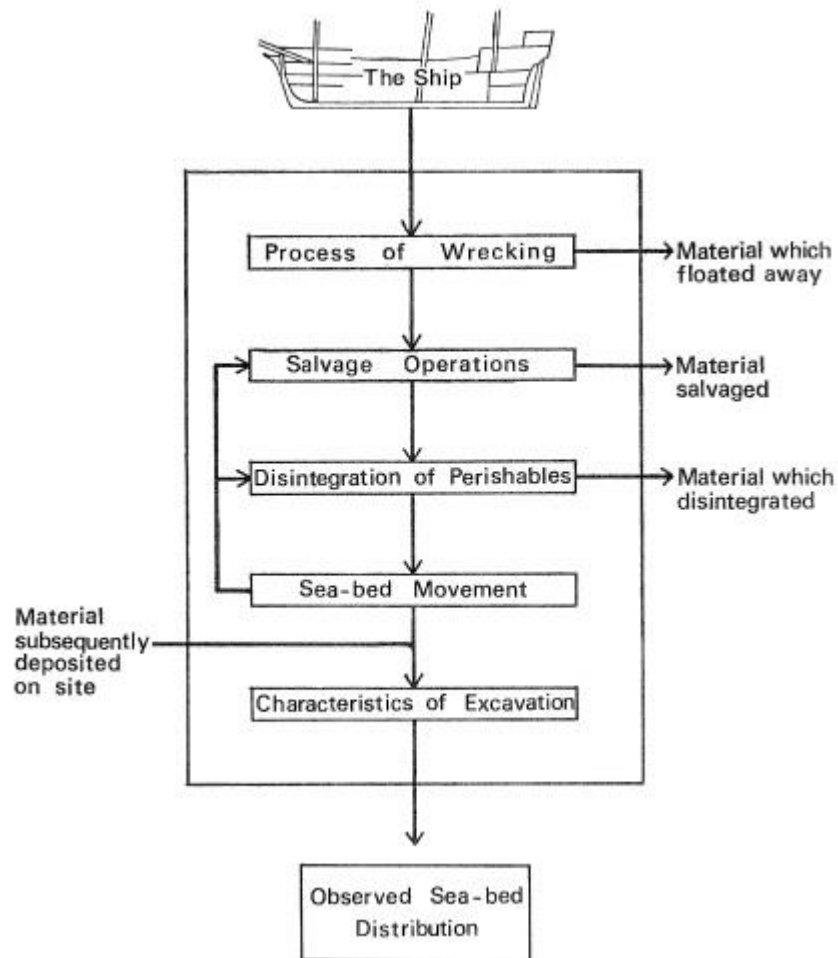 The Ship
Process of Wrecking
Material which
floated away
Salvage Operations
Material
salvaged
Disintegration of Perishables
Material which
disintegrated
Sea-bed Movement
Material
subsequently
deposited
on site
Characteristics of Excavation
Observed Sea-bed
Distribution